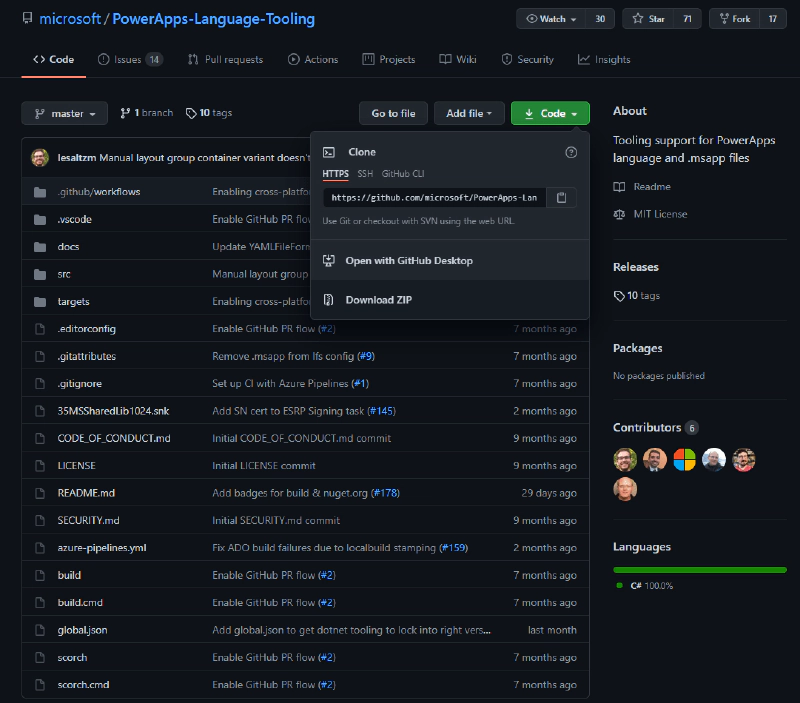 microsoft / PowerApps-Language-Tooling
Watch 30 Star 71 Fork 17
Code Issues 14 Pull requests Actions Projects Wiki Security Insights
master 1 branch 10 tags Go to file Add file Code
lesaltzm Manual layout group container variant doesn't
.github/workflows Enabling cross-platfo
.vscode Enable GitHub PR flow
docs Update YAMLFileForm
src Manual layout group
targets Enabling cross-platfo
.editorconfig Enable GitHub PR flow (#2) 7 months ago
.gitattributes Remove .msapp from lfs config (#9) 7 months ago
.gitignore Set up CI with Azure Pipelines (#1) 7 months ago
35MSSharedLib1024.snk Add SN cert to ESRP Signing task (#145) 2 months ago
CODE_OF_CONDUCT.md Initial CODE_OF_CONDUCT.md commit 9 months ago
LICENSE Initial LICENSE commit 9 months ago
README.md Add badges for build & nuget.org (#178) 29 days ago
SECURITY.md Initial SECURITY.md commit 9 months ago
azure-pipelines.yml Fix ADO build failures due to localbuild stamping (#159) 2 months ago
build Enable GitHub PR flow (#2) 7 months ago
build.cmd Enable GitHub PR flow (#2) 7 months ago
global.json Add global.json to get dotnet tooling to lock into right vers... last month
scorch Enable GitHub PR flow (#2) 7 months ago
scorch.cmd Enable GitHub PR flow (#2) 7 months ago
Clone
HTTPS SSH GitHub CLI
https://github.com/microsoft/PowerApps-Lan
Use Git or checkout with SVN using the web URL.
Open with GitHub Desktop
Download ZIP
About
Tooling support for PowerApps
language and .msapp files
Readme
MIT License
Releases
10 tags
Packages
No packages published
Contributors 6
Languages
C# 100.0%